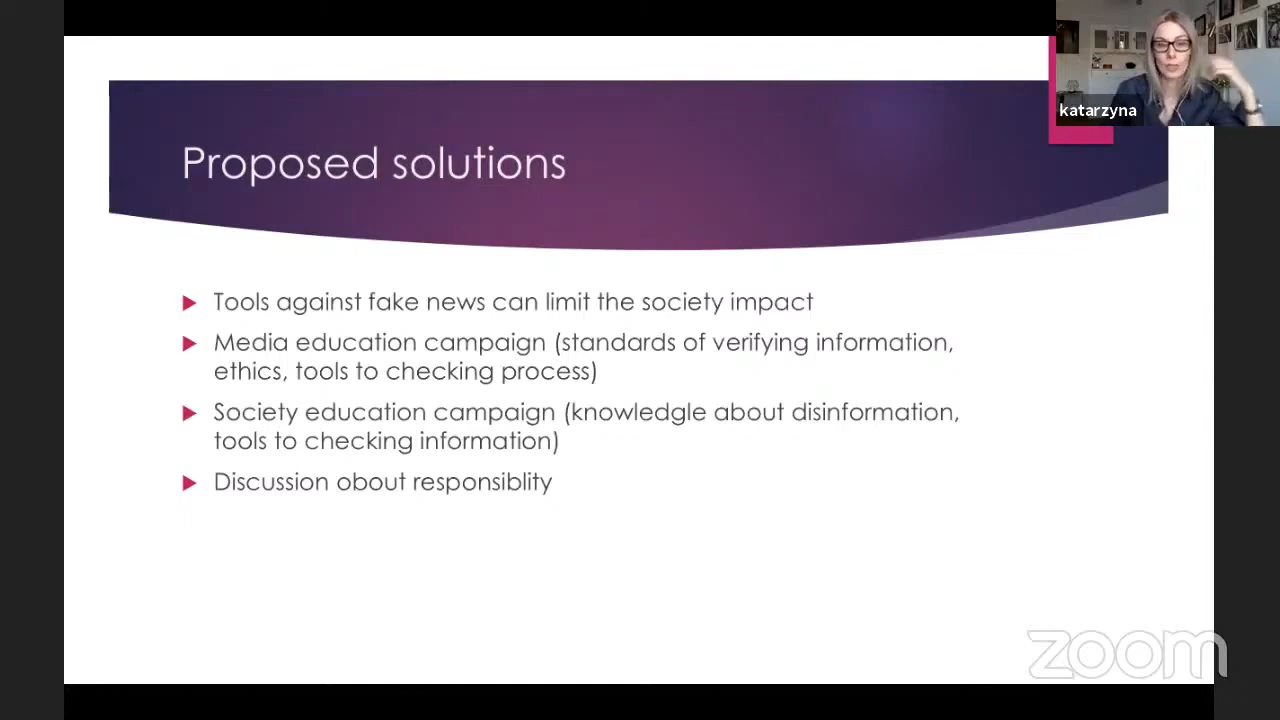 katarzyna
Proposed solutions
Tools against fake news can limit the society impact
Media education campaign (standards of verifying information,
ethics, tools to checking process)
Society education campaign (knowledgle about disinformation,
tools to checking information)
Discussion obout responsiblity
zoom